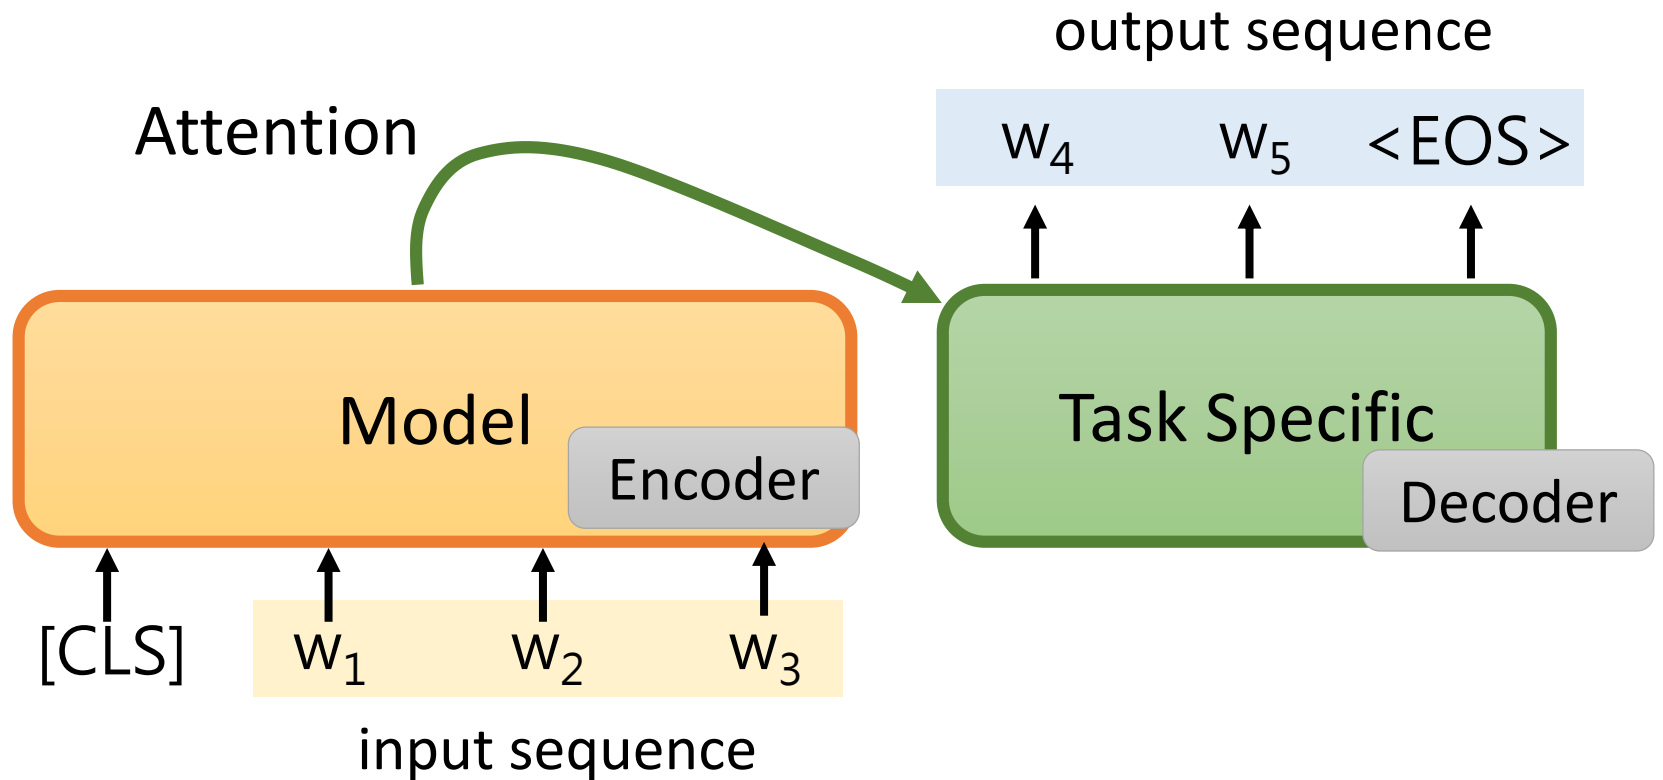 output sequence
Attention
w4 w5 <EOS>
Model
Task Specific
Encoder
Decoder
[CLS] w1 w2 w3
input sequence